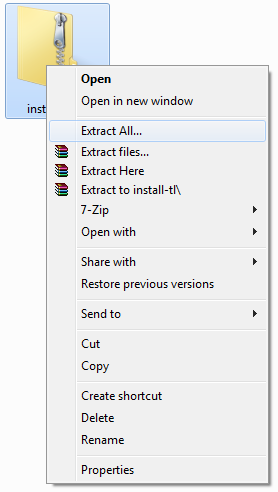 inst
Open
Open in new window
Extract All...
Extract files...
Extract Here
Extract to install-tl\
7-Zip
Open with
Share with
Restore previous versions
Send to
Cut
Copy
Create shortcut
Delete
Rename
Properties